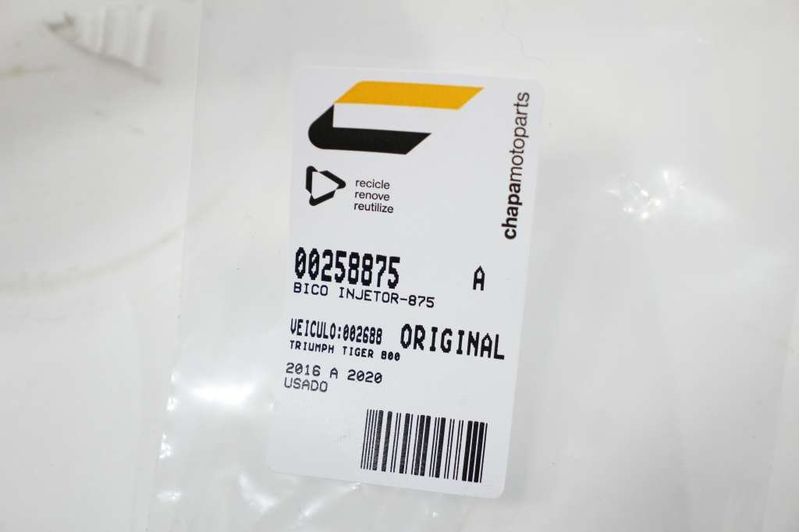 chapamotoparts
recicle
renove
reutilize
00258875 A
BICO INJETOR-875
VEICULO:002688 ORIGINAL
TRIUMPH TIGER 800
2016 A 2020
USADO